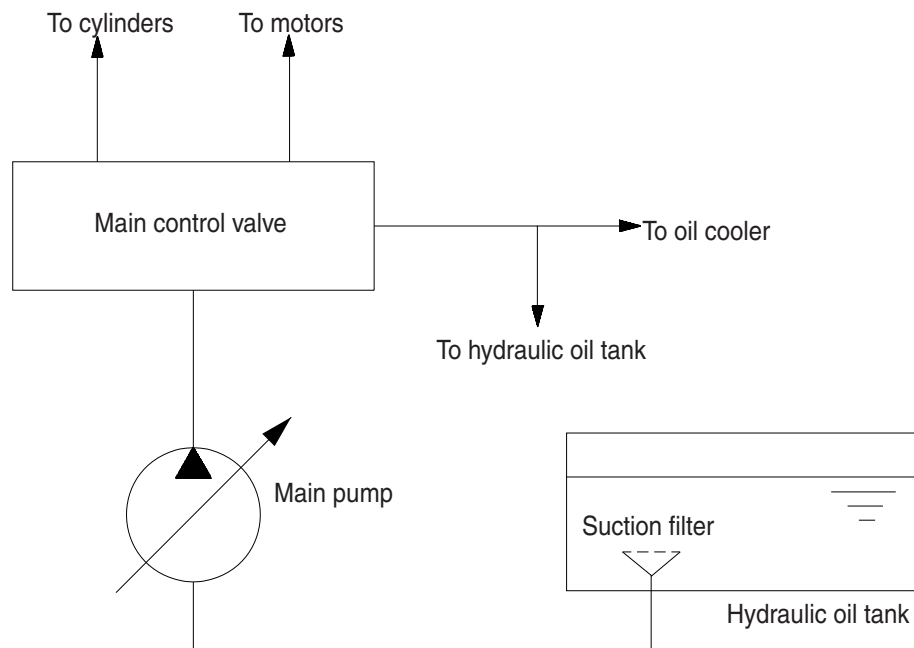 To cylinders
To motors
Main control valve
To oil cooler
To hydraulic oil tank
Main pump
Suction filter
Hydraulic oil tank